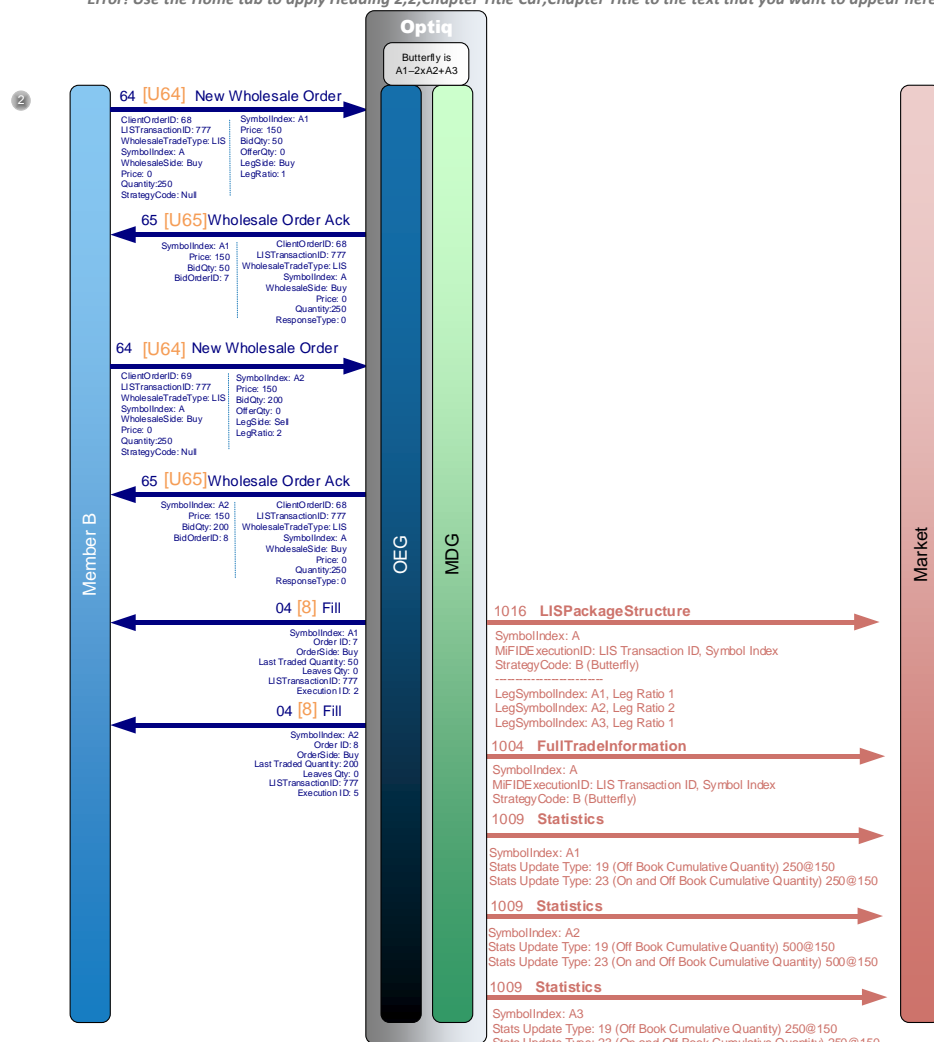 Error! Use the Home tab to apply Heading 2,2,Chapter Title Car,Chapter Title to the text that you want to appear here
Optiq
Butterfly is
A1–2xA2+A3
2
64 [U64] New Wholesale Order
ClientOrderID: 68
LISTransactionID: 777
WholesaleTradeType: LIS
SymbolIndex: A
WholesaleSide: Buy
Price: 0
Quantity:250
StrategyCode: Null
SymbolIndex: A1
Price: 150
BidQty: 50
OfferQty: 0
LegSide: Buy
LegRatio: 1
65 [U65]Wholesale Order Ack
SymbolIndex: A1
Price: 150
BidQty: 50
BidOrderID: 7
ClientOrderID: 68
LISTransactionID: 777
WholesaleTradeType: LIS
SymbolIndex: A
WholesaleSide: Buy
Price: 0
Quantity:250
ResponseType: 0
64 [U64] New Wholesale Order
ClientOrderID: 69
LISTransactionID: 777
WholesaleTradeType: LIS
SymbolIndex: A
WholesaleSide: Buy
Price: 0
Quantity:250
StrategyCode: Null
SymbolIndex: A2
Price: 150
BidQty: 200
OfferQty: 0
LegSide: Sell
LegRatio: 2
65 [U65]Wholesale Order Ack
SymbolIndex: A2
Price: 150
BidQty: 200
BidOrderID: 8
ClientOrderID: 68
LISTransactionID: 777
WholesaleTradeType: LIS
SymbolIndex: A
WholesaleSide: Buy
Price: 0
Quantity:250
ResponseType: 0
Member B
OEG
MDG
Market
04 [8] Fill
SymbolIndex: A1
Order ID: 7
OrderSide: Buy
Last Traded Quantity: 50
Leaves Qty: 0
LISTransactionID: 777
Execution ID: 2
04 [8] Fill
SymbolIndex: A2
Order ID: 8
OrderSide: Buy
Last Traded Quantity: 200
Leaves Qty: 0
LISTransactionID: 777
Execution ID: 5
1016 LISPackageStructure
SymbolIndex: A
MiFIDExecutionID: LIS Transaction ID, Symbol Index
StrategyCode: B (Butterfly)
----------------------------
LegSymbolIndex: A1, Leg Ratio 1
LegSymbolIndex: A2, Leg Ratio 2
LegSymbolIndex: A3, Leg Ratio 1
1004 FullTradeInformation
SymbolIndex: A
MiFIDExecutionID: LIS Transaction ID, Symbol Index
StrategyCode: B (Butterfly)
1009 Statistics
SymbolIndex: A1
Stats Update Type: 19 (Off Book Cumulative Quantity) 250@150
Stats Update Type: 23 (On and Off Book Cumulative Quantity) 250@150
1009 Statistics
SymbolIndex: A2
Stats Update Type: 19 (Off Book Cumulative Quantity) 500@150
Stats Update Type: 23 (On and Off Book Cumulative Quantity) 500@150
1009 Statistics
SymbolIndex: A3
Stats Update Type: 19 (Off Book Cumulative Quantity) 250@150
Stats Update Type: 23 (On and Off Book Cumulative Quantity) 250@150